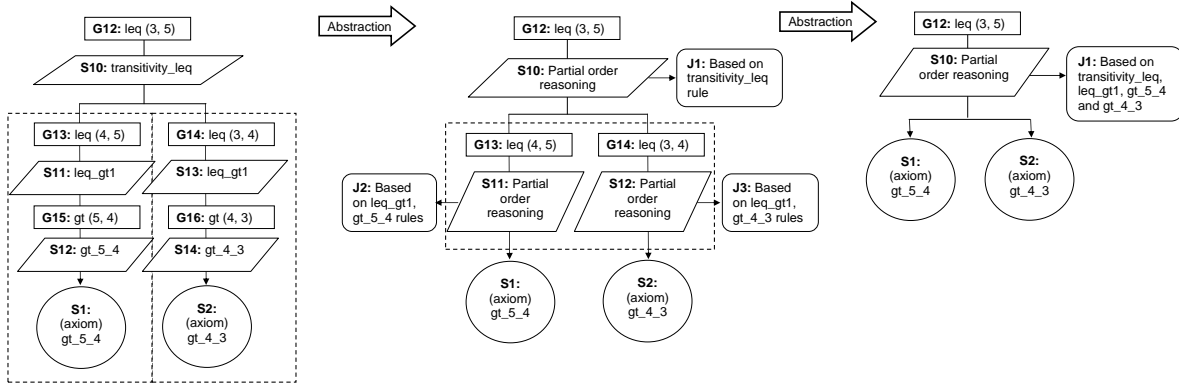 Abstraction
Abstraction
G12: leq (3, 5)
S10: transitivity_leq
G13: leq (4, 5)
G14: leq (3, 4)
S11: leq_gt1
S13: leq_gt1
G15: gt (5, 4)
G16: gt (4, 3)
S12: gt_5_4
S14: gt_4_3
S1:
(axiom)
gt_5_4
S2:
(axiom)
gt_4_3
G12: leq (3, 5)
S10: Partial order
reasoning
J1: Based on
transitivity_leq
rule
G13: leq (4, 5)
G14: leq (3, 4)
J2: Based
on leq_gt1,
gt_5_4 rules
S11: Partial
order
reasoning
S12: Partial
order
reasoning
J3: Based
on leq_gt1,
gt_4_3 rules
S1:
(axiom)
gt_5_4
S2:
(axiom)
gt_4_3
G12: leq (3, 5)
S10: Partial
order reasoning
J1: Based on
transitivity_leq,
leq_gt1, gt_5_4
and gt_4_3
S1:
(axiom)
gt_5_4
S2:
(axiom)
gt_4_3